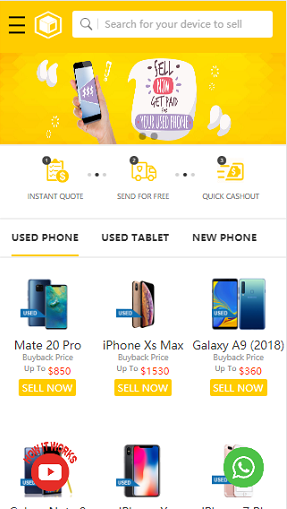 Search for your device to sell
SELL
NOW
GET PAID
for
YOUR USED PHONE
$$$
1
2
3
INSTANT QUOTE
SEND FOR FREE
QUICK CASHOUT
USED PHONE
USED TABLET
NEW PHONE
USED
USED
USED
Mate 20 Pro
iPhone Xs Max
Galaxy A9 (2018)
Buyback Price
Buyback Price
Buyback Price
Up To $850
Up To $1530
Up To $360
SELL NOW
SELL NOW
SELL NOW
HOW IT WORKS
USED
USED